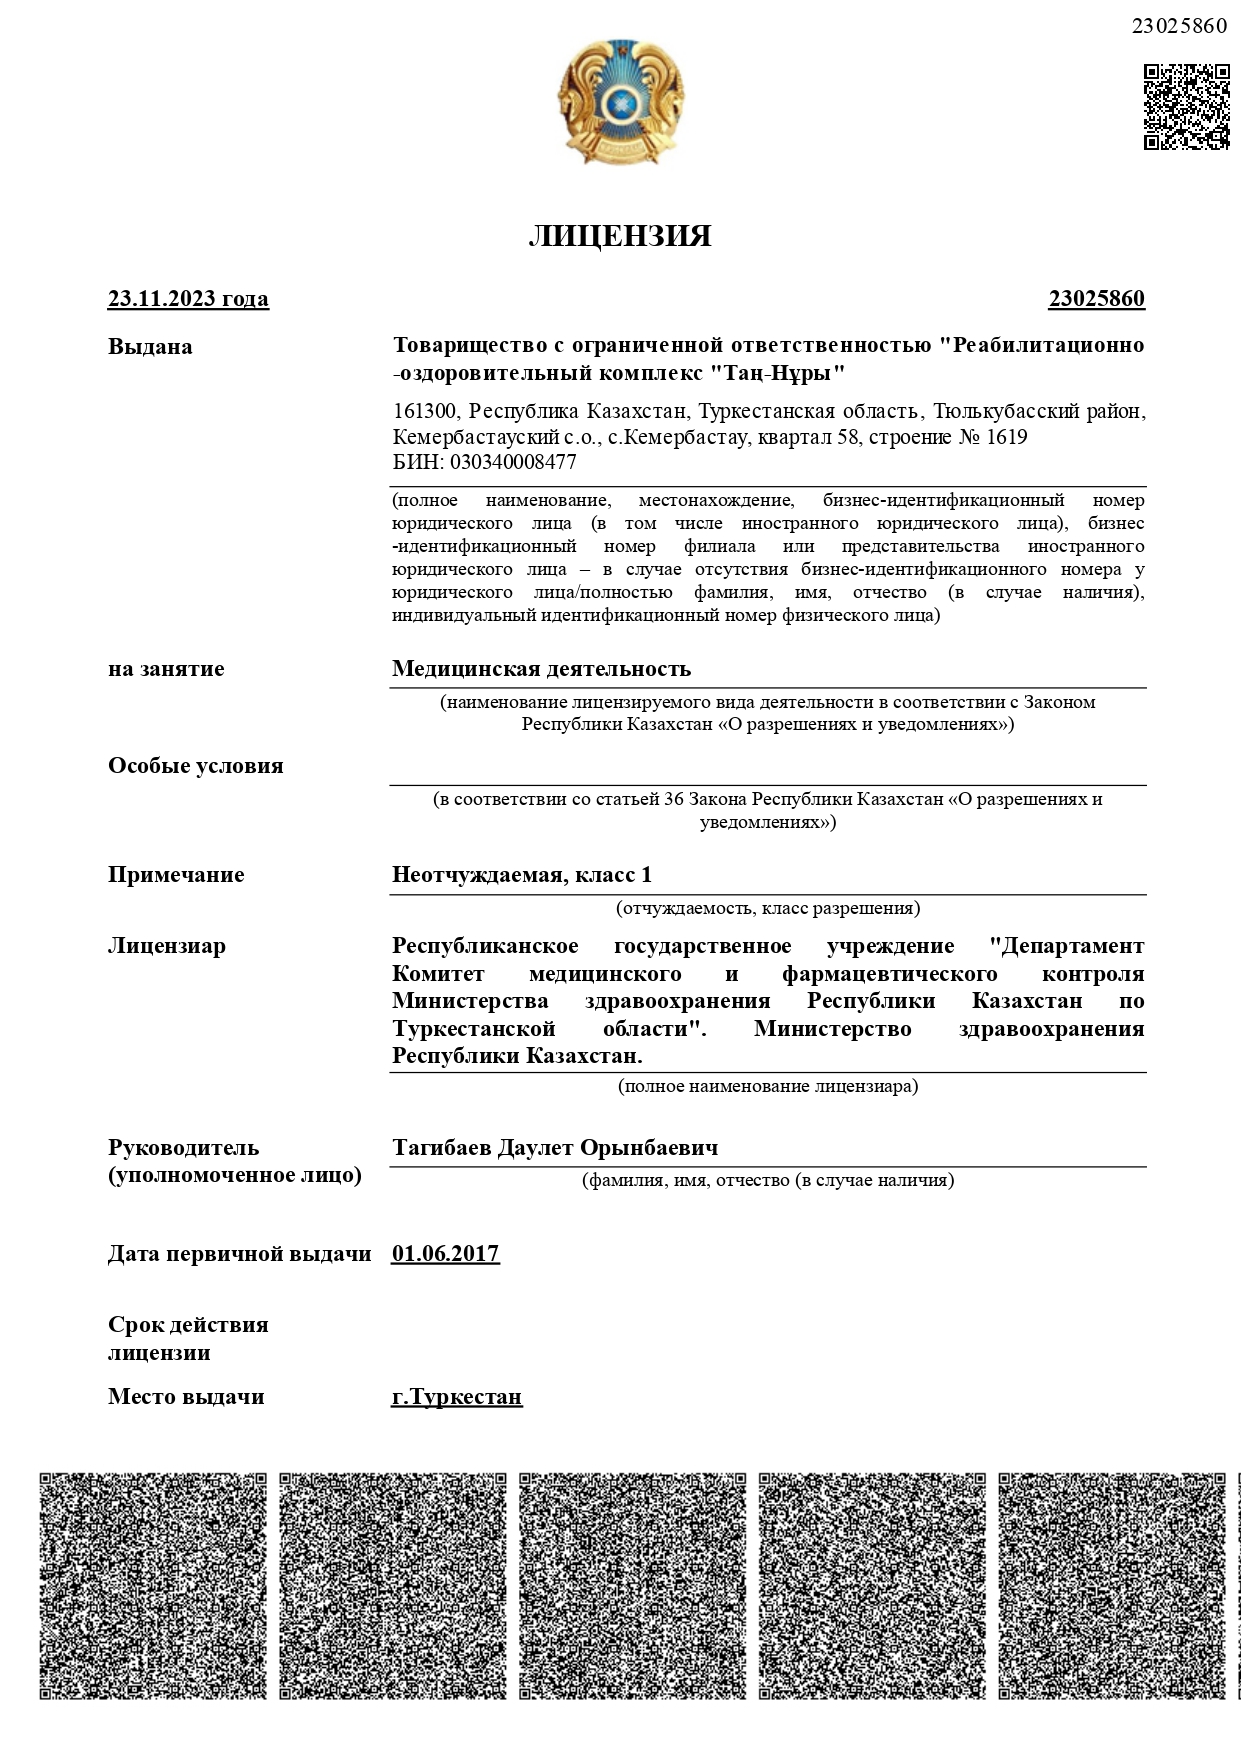 23025860
ЛИЦЕНЗИЯ
23.11.2023 года
23025860
Выдана
Товарищество с ограниченной ответственностью "Реабилитационно
-оздоровительный комплекс "Таң-Нұры"
161300, Республика Казахстан, Туркестанская область, Тюлькубасский район,
Кемербастауский с.о., с.Кемербастау, квартал 58, строение № 1619
БИН: 030340008477
(полное наименование, местонахождение, бизнес-идентификационный номер
юридического лица (в том числе иностранного юридического лица), бизнес
-идентификационный номер филиала или представительства иностранного
юридического лица – в случае отсутствия бизнес-идентификационного номера у
юридического лица/полностью фамилия, имя, отчество (в случае наличия),
индивидуальный идентификационный номер физического лица)
на занятие
Медицинская деятельность
(наименование лицензируемого вида деятельности в соответствии с Законом
Республики Казахстан «О разрешениях и уведомлениях»)
Особые условия
(в соответствии со статьей 36 Закона Республики Казахстан «О разрешениях и
уведомлениях»)
Примечание
Неотчуждаемая, класс 1
(отчуждаемость, класс разрешения)
Лицензиар
Республиканское государственное учреждение "Департамент
Комитет медицинского и фармацевтического контроля
Министерства здравоохранения Республики Казахстан по
Туркестанской области". Министерство здравоохранения
Республики Казахстан.
(полное наименование лицензиара)
Руководитель
(уполномоченное лицо)
Тагибаев Даулет Орынбаевич
(фамилия, имя, отчество (в случае наличия)
Дата первичной выдачи
01.06.2017
Срок действия
лицензии
Место выдачи
г.Туркестан